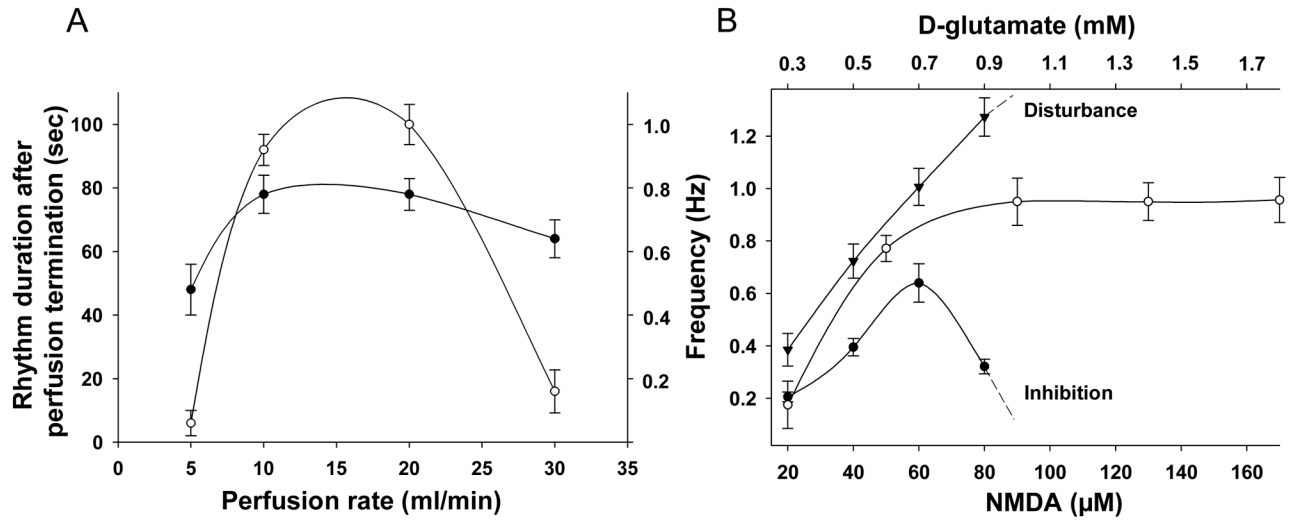 A
Rhythm duration after
perfusion termination (sec)
100
80
60
40
20
0
1.0
0.8
0.6
0.4
0.2
0 5 10 15 20 25 30 35
Perfusion rate (ml/min)
B
D-glutamate (mM)
0.3 0.5 0.7 0.9 1.1 1.3 1.5 1.7
Frequency (Hz)
1.2
1.0
0.8
0.6
0.4
0.2
Disturbance
Inhibition
20 40 60 80 100 120 140 160
NMDA (µM)